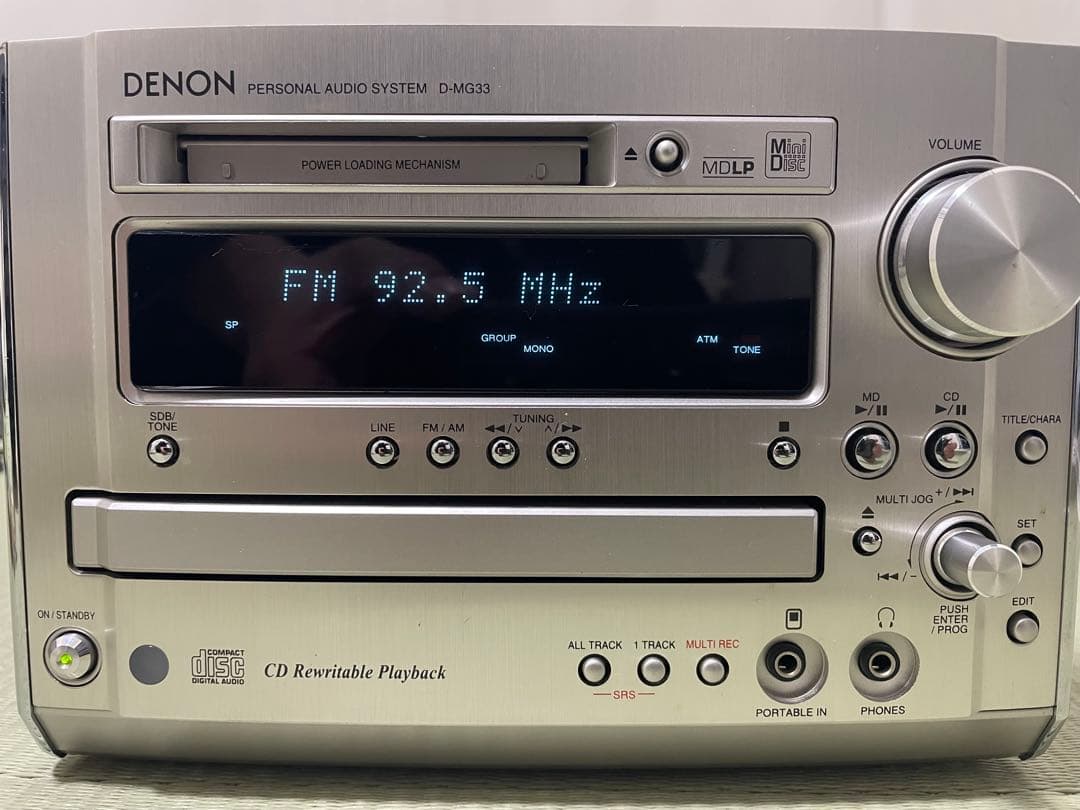 DENON PERSONAL AUDIO SYSTEM D-MG33
POWER LOADING MECHANISM
MDLP
Mini
Disc
VOLUME
FM 92.5 MHz
SP
GROUP
MONO
ATM
TONE
SDB/
TONE
LINE
FM / AM
TUNING
MD
CD
TITLE/CHARA
MULTI JOG
SET
EDIT
PUSH
ENTER
/ PROG
ON / STANDBY
COMPACT
disc
DIGITAL AUDIO
CD Rewritable Playback
ALL TRACK
1 TRACK
MULTI REC
SRS
PORTABLE IN
PHONES